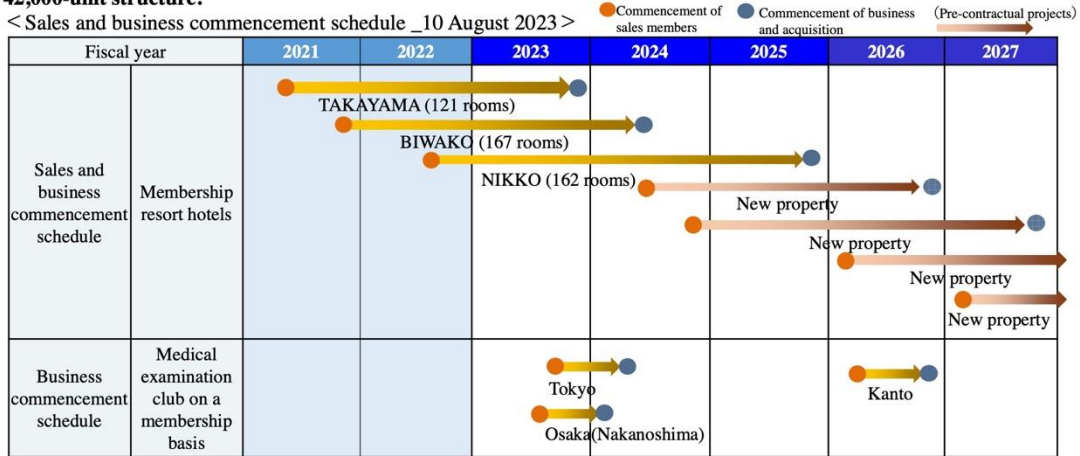 42,000-unit structure.
< Sales and business commencement schedule _10 August 2023 >
Commencement of
sales members
Commencement of business
and acquisition
(Pre-contractual projects)
Fiscal year
2021
2022
2023
2024
2025
2026
2027
Sales and
business
commencement
schedule
Membership
resort hotels
TAKAYAMA (121 rooms)
BIWAKO (167 rooms)
NIKKO (162 rooms)
New property
New property
New property
New property
Business
commencement
schedule
Medical
examination
club on a
membership
basis
Tokyo
Osaka(Nakanoshima)
Kanto